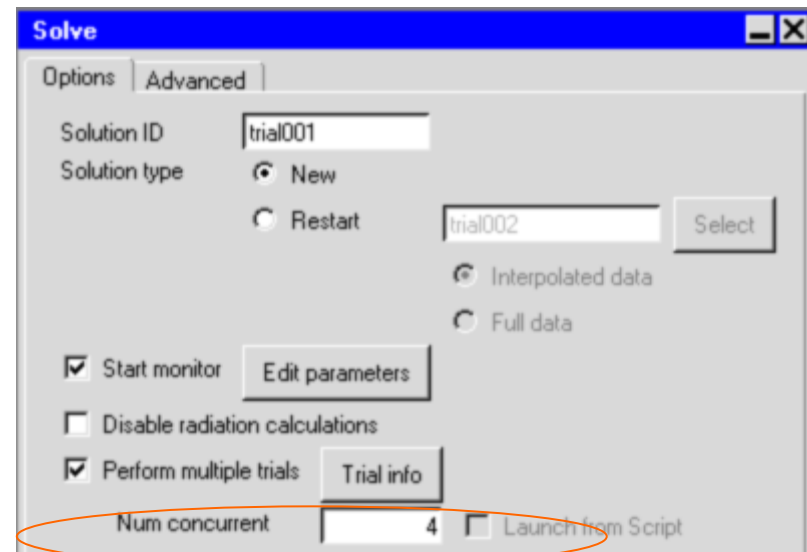 Solve
Options Advanced
Solution ID trial001
Solution type New
Restart trial002 Select
Interpolated data
Full data
Start monitor Edit parameters
Disable radiation calculations
Perform multiple trials Trial info
Num concurrent 4 Launch from Script